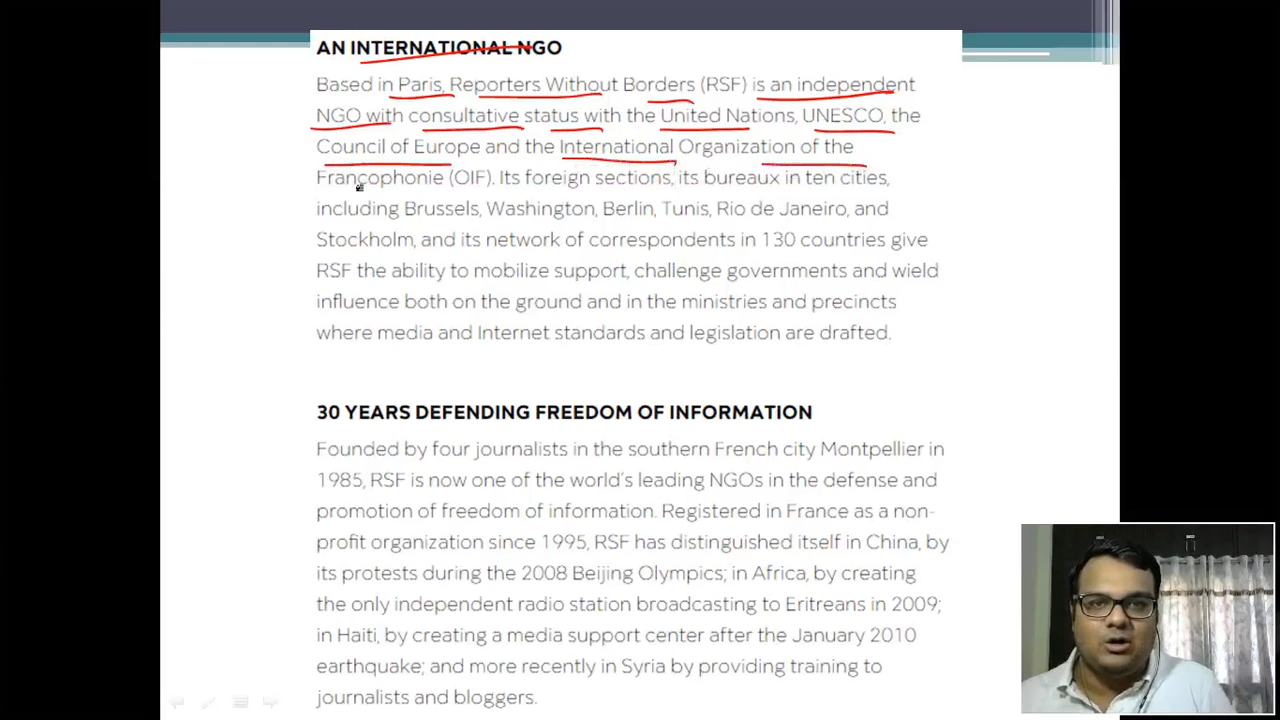 AN INTERNATIONAL NGO
Based in Paris, Reporters Without Borders (RSF) is an independent
NGO with consultative status with the United Nations, UNESCO, the
Council of Europe and the International Organization of the
Francophonie (OIF). Its foreign sections, its bureaux in ten cities,
including Brussels, Washington, Berlin, Tunis, Rio de Janeiro, and
Stockholm, and its network of correspondents in 130 countries give
RSF the ability to mobilize support, challenge governments and wield
influence both on the ground and in the ministries and precincts
where media and Internet standards and legislation are drafted.
30 YEARS DEFENDING FREEDOM OF INFORMATION
Founded by four journalists in the southern French city Montpellier in
1985, RSF is now one of the world's leading NGOs in the defense and
promotion of freedom of information. Registered in France as a non-
profit organization since 1995, RSF has distinguished itself in China, by
its protests during the 2008 Beijing Olympics; in Africa, by creating
the only independent radio station broadcasting to Eritreans in 2009;
in Haiti, by creating a media support center after the January 2010
earthquake; and more recently in Syria by providing training to
journalists and bloggers.